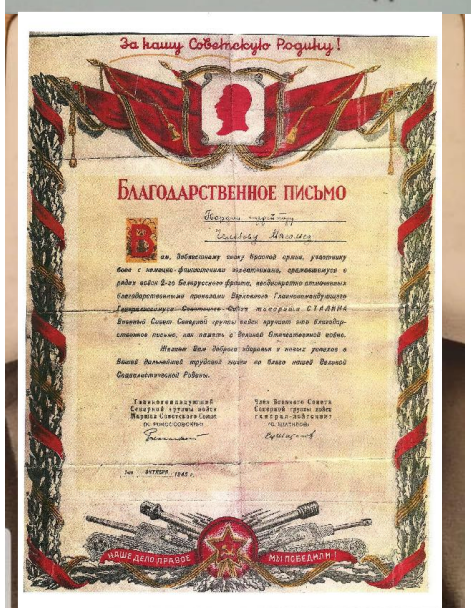 За нашу Советскую Родину!
БЛАГОДАРСТВЕННОЕ ПИСЬМО
ам, доблестному воину Красной армии, участнику
боев с немецко-фашистскими захватчиками, сражавшемуся в
рядах войск 2-го Белорусского фронта, неоднократно отмеченных
благодарственными приказами Верховного Главнокомандующего
Генералиссимуса Советского Союза товарища СТАЛИНА
Военный Совет Северной группы войск вручает это благодар-
ственное письмо, как память о Великой Отечественной войне.
Желаем Вам доброго здоровья и новых успехов в
Вашей дальнейшей трудовой жизни на благо нашей Великой
Социалистической Родины.
Главнокомандующий
Северной группы войск
Маршал Советского Союза
(К. РОКОССОВСКИЙ)
Член Военного Совета
Северной группы войск
генерал-лейтенант
ОКТЯБРЯ 1945 г.
НАШЕ ДЕЛО ПРАВОЕ
МЫ ПОБЕДИЛИ!